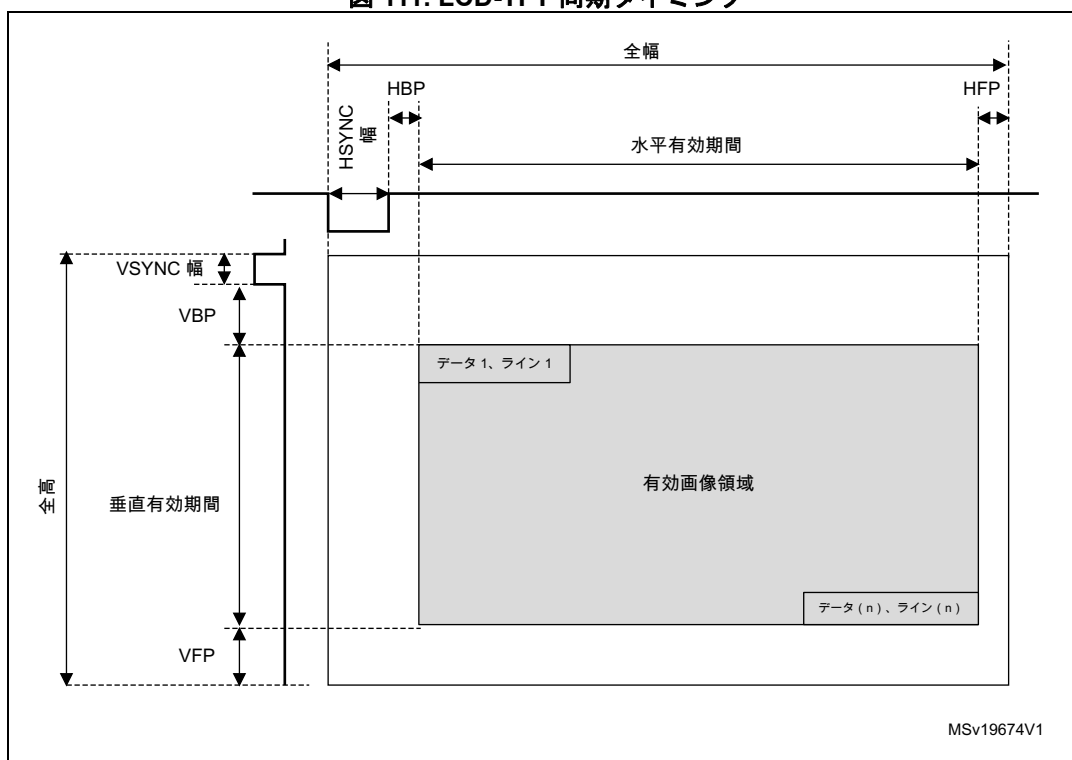 全幅
HBP
HFP
HSYNC
幅
水平有効期間
VSYNC 幅
VBP
データ 1、ライン 1
全高
垂直有効期間
有効画像領域
データ ( n ) 、ライン ( n )
VFP
MSv19674V1